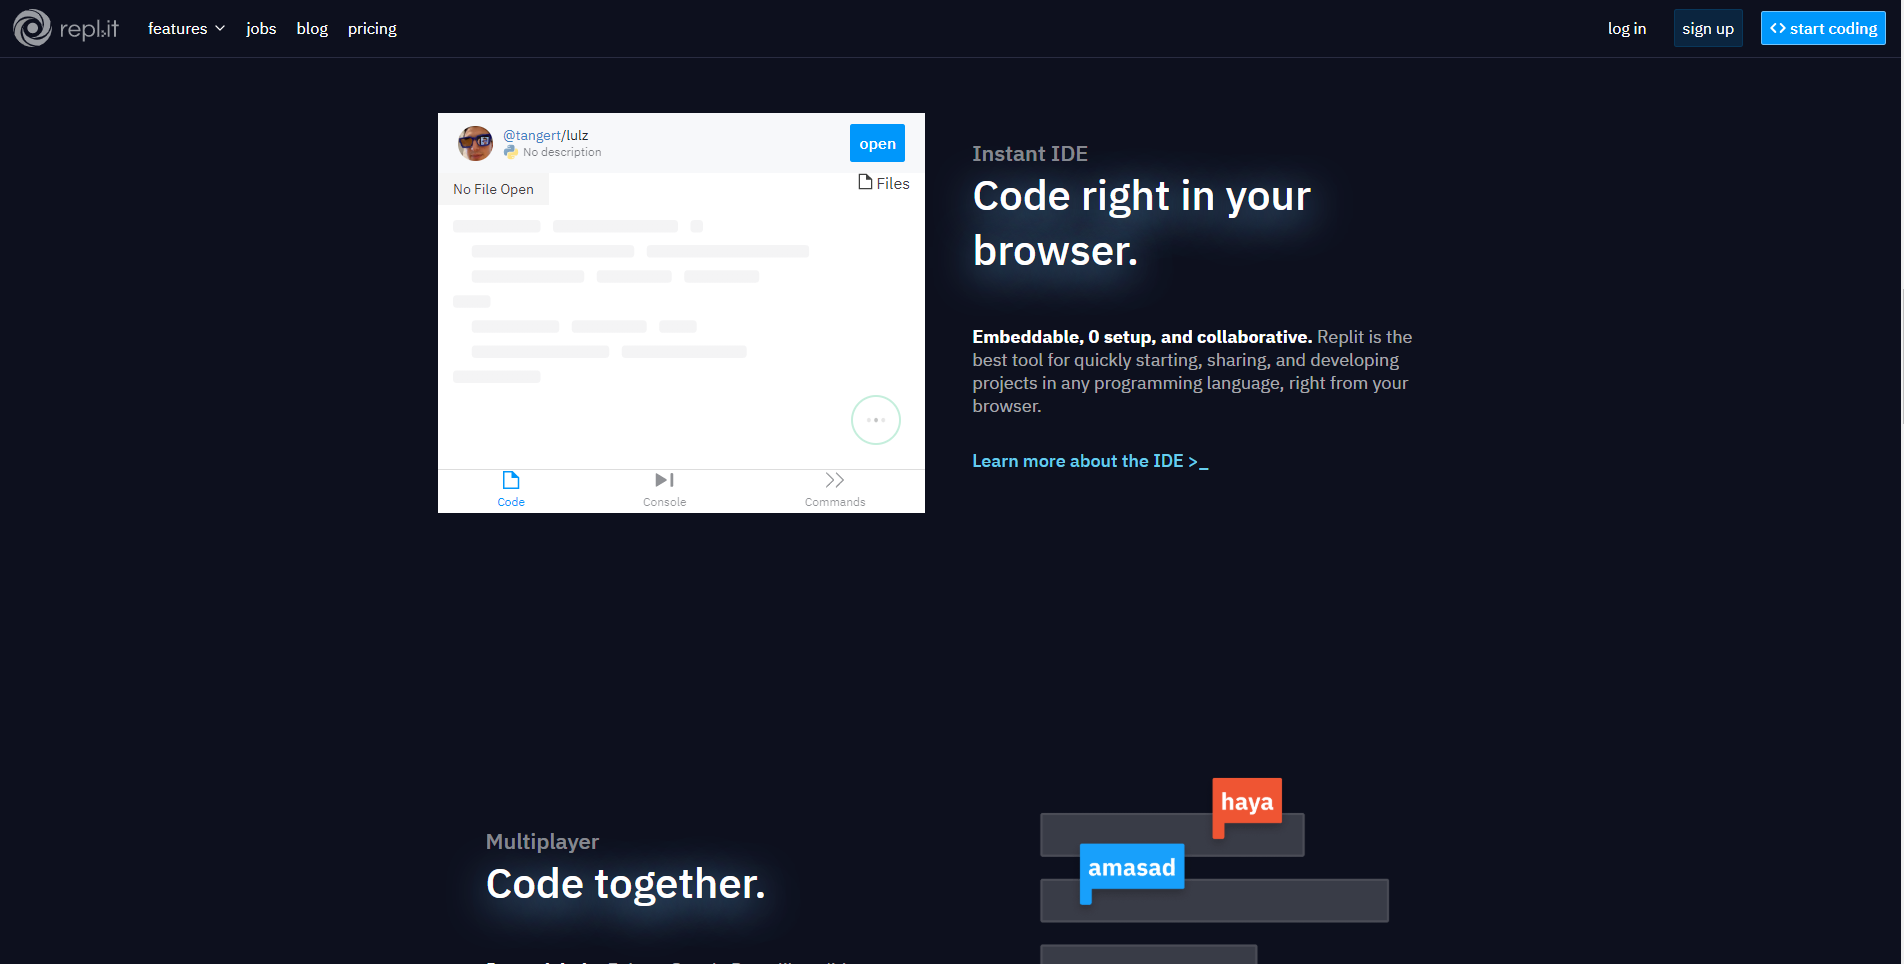 repl.it
features
jobs
blog
pricing
log in
sign up
<> start coding
@tangert/lulz
No description
open
No File Open
Files
Code
Console
Commands
Instant IDE
Code right in your
browser.
Embeddable, 0 setup, and collaborative. Replit is the
best tool for quickly starting, sharing, and developing
projects in any programming language, right from your
browser.
Learn more about the IDE >_
Multiplayer
Code together.
haya
amasad